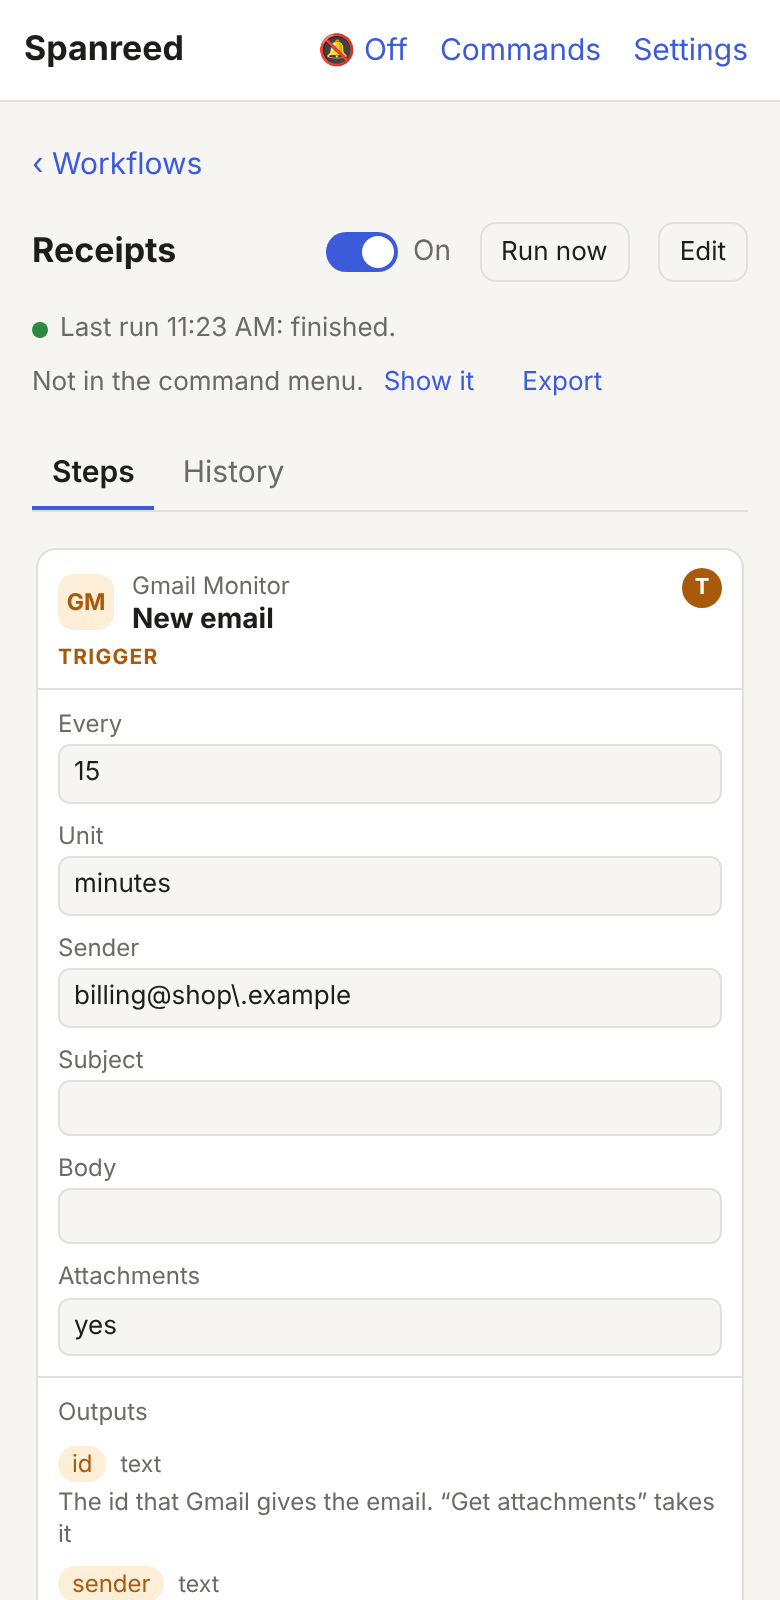 Spanreed
Off Commands Settings
‹ Workflows
Receipts On Run now Edit
Last run 11:23 AM: finished.
Not in the command menu. Show it Export
Steps History
GM Gmail Monitor T
New email
TRIGGER
Every
15
Unit
minutes
Sender
billing@shop\.example
Subject
Body
Attachments
yes
Outputs
id text
The id that Gmail gives the email. “Get attachments” takes
it
sender text